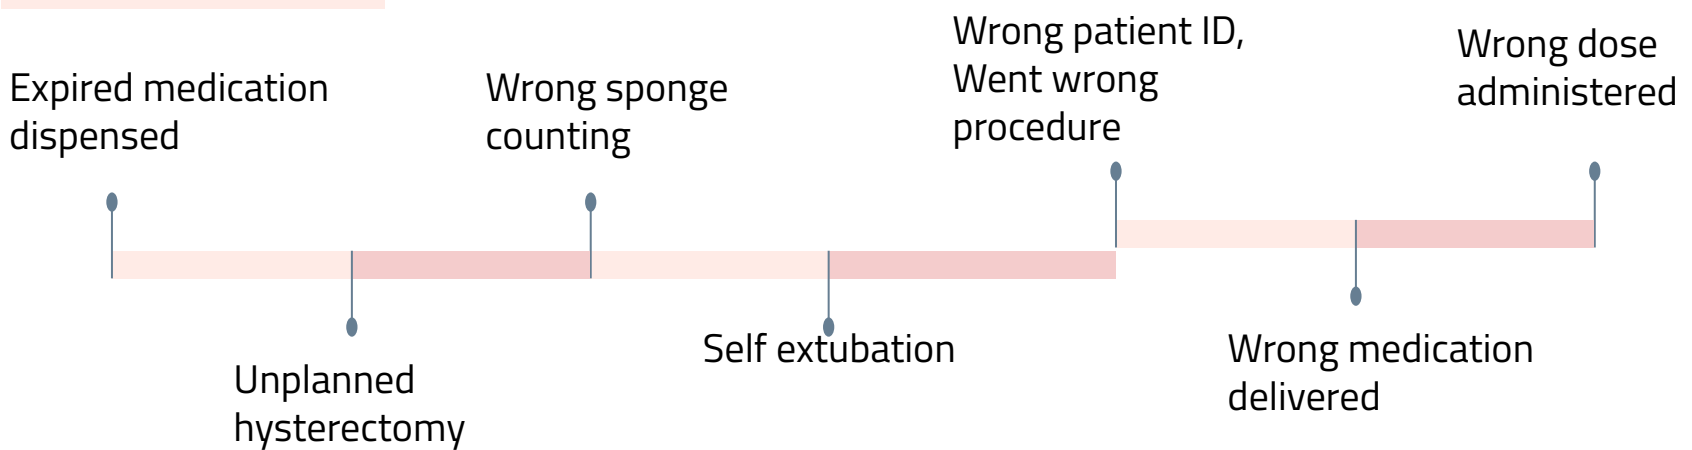 Expired medication
dispensed
Unplanned
hysterectomy
Wrong sponge
counting
Self extubation
Wrong patient ID,
Went wrong
procedure
Wrong medication
delivered
Wrong dose
administered